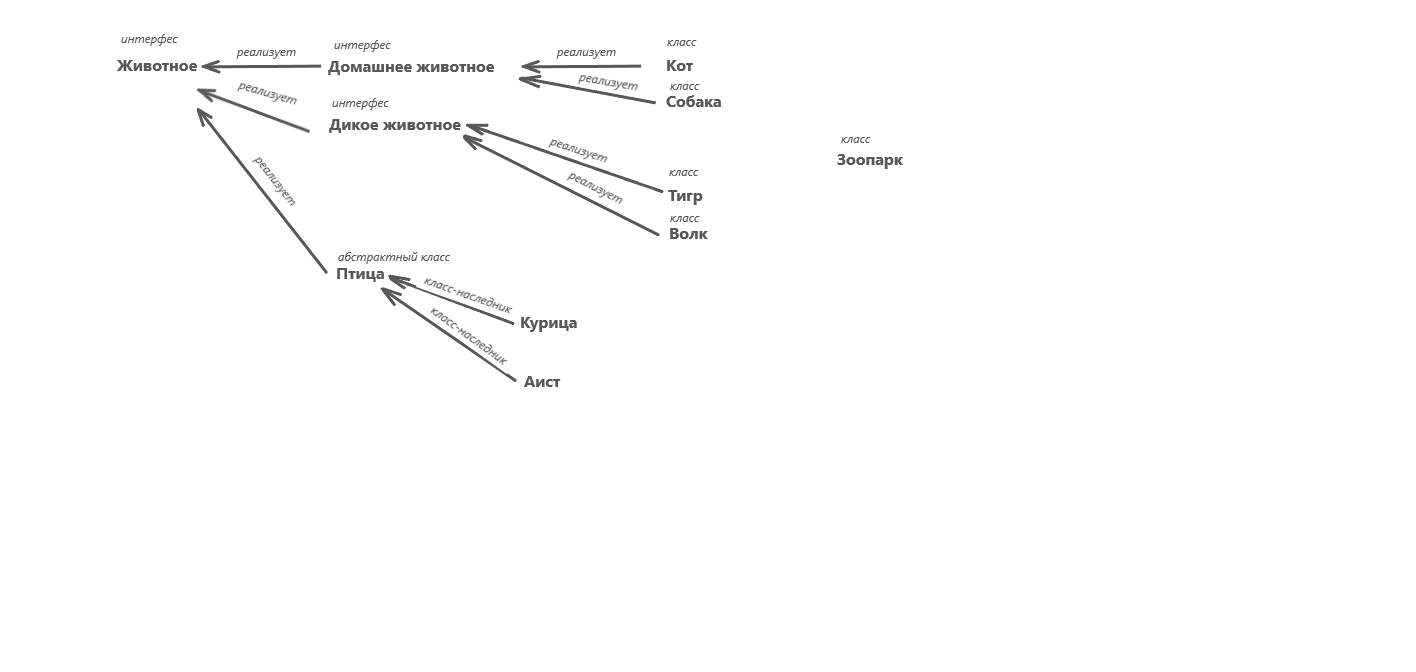 интерфес
Животное
реализует
интерфес
Домашнее животное
реализует
класс
Кот
реализует
класс
Собака
реализует
интерфес
Дикое животное
реализует
класс
Тигр
реализует
класс
Волк
класс
Зоопарк
реализует
абстрактный класс
Птица
класс-наследник
Курица
класс-наследник
Аист